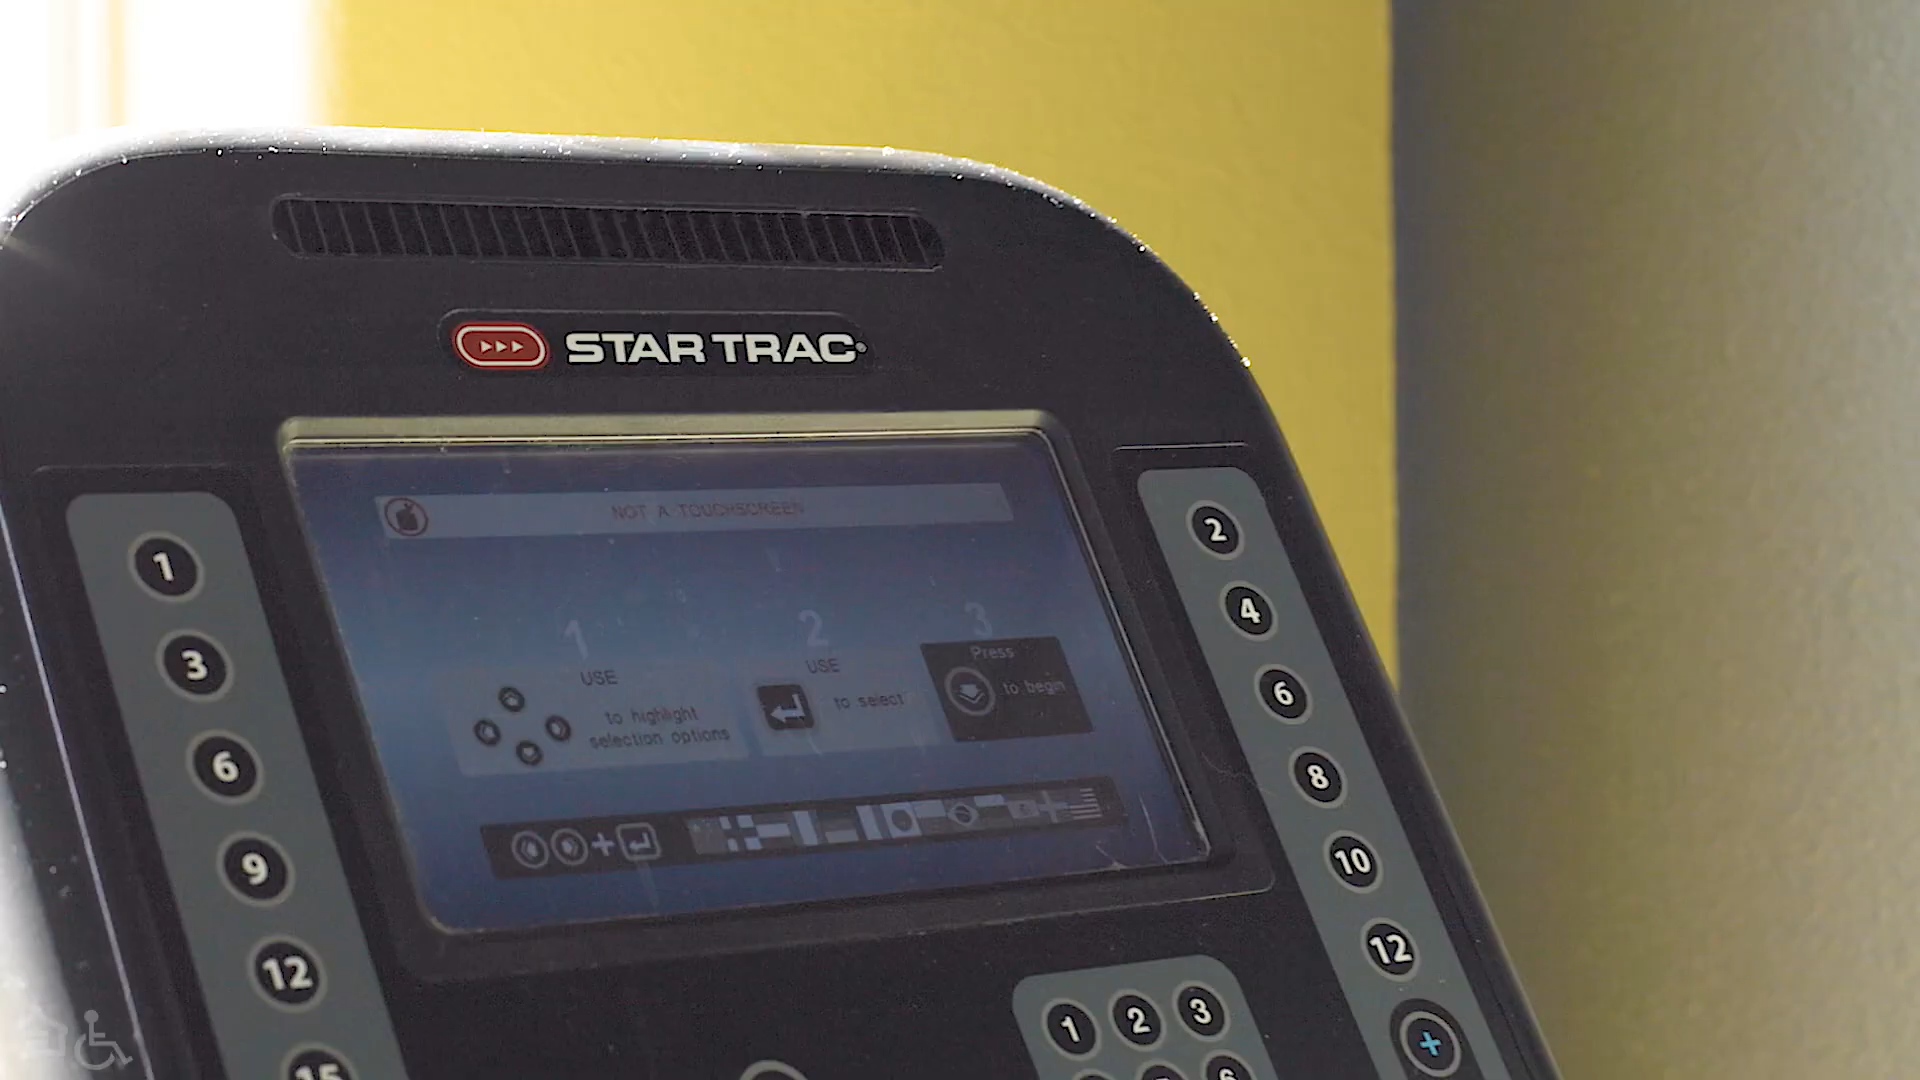 STAR TRAC
NOT A TOUCHSCREEN
1
USE
to highlight
selection options
2
USE
to select
3
Press
to begin
1
3
6
9
12
15
2
4
6
8
10
12
+
1 2 3
6